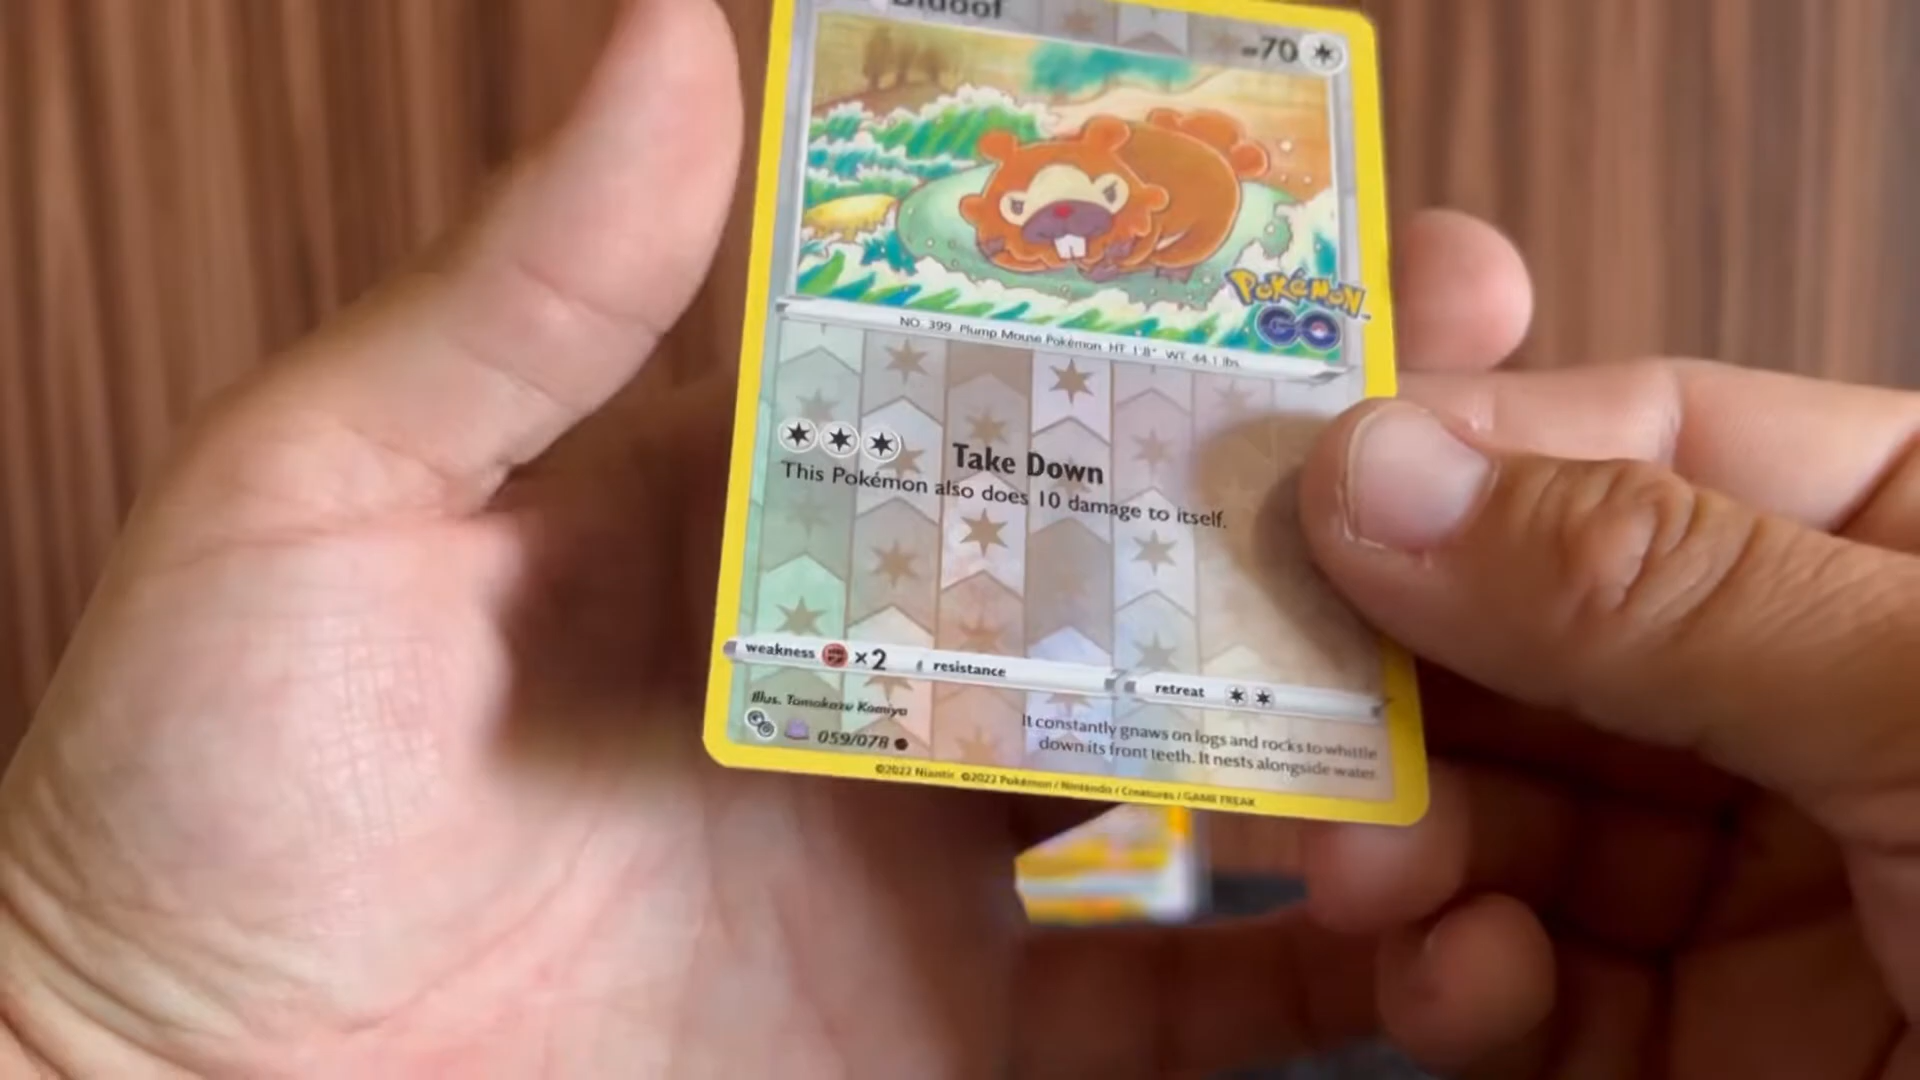 Bidoof
70
Pokémon
GO
NO. 399 Plump Mouse Pokémon HT 1'8" WT 44.1 lbs.
Take Down
This Pokémon also does 10 damage to itself.
weakness ×2 resistance retreat
Illus. Tomokazu Komiya
059/078
It constantly gnaws on logs and rocks to whittle
down its front teeth. It nests alongside water.
©2022 Niantic ©2022 Pokémon / Nintendo / Creatures / GAME FREAK